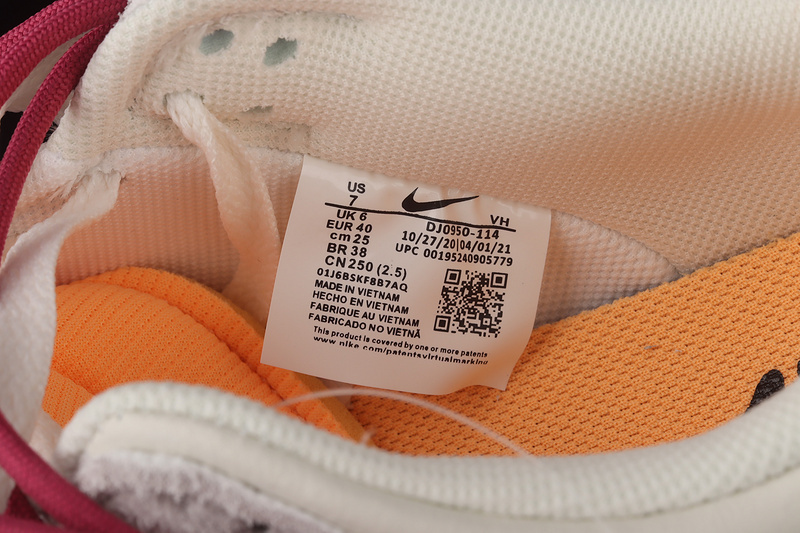 US
7
VH
UK 6
DJ0950-114
EUR 40
10/27/20|04/01/21
cm 25
UPC 00195240905779
BR 38
CN 250 (2.5)
01J6BSKF8B7AQ
MADE IN VIETNAM
HECHO EN VIETNAM
FABRIQUE AU VIETNAM
FABRICADO NO VIETNÃ
This product is covered by one or more patents
www.nike.com/patentsvirtualmarking